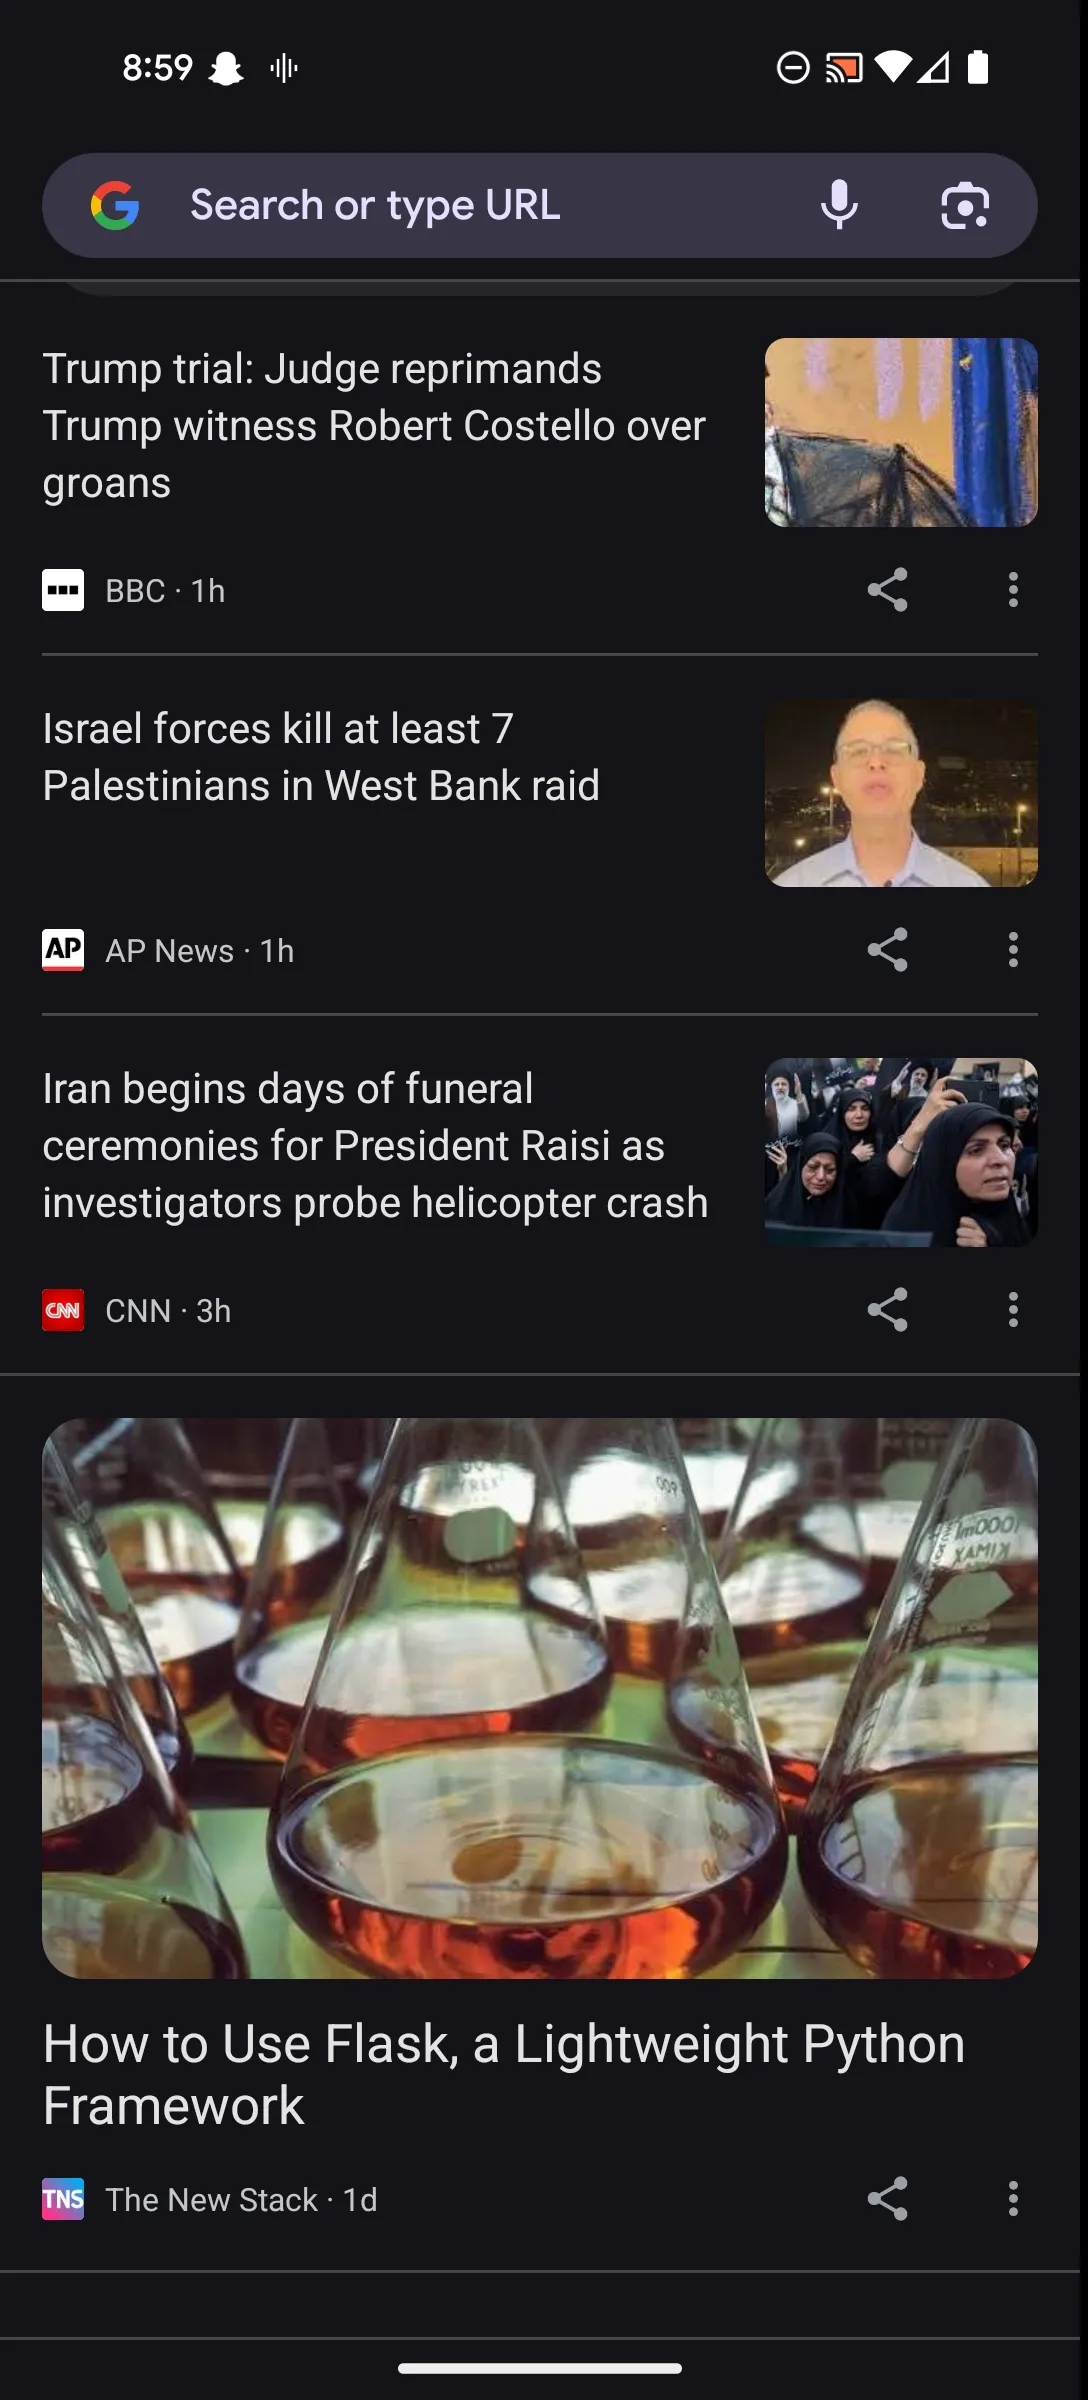 8:59
Search or type URL
Trump trial: Judge reprimands
Trump witness Robert Costello over
groans
BBC · 1h
Israel forces kill at least 7
Palestinians in West Bank raid
AP
AP News · 1h
Iran begins days of funeral
ceremonies for President Raisi as
investigators probe helicopter crash
CNN
CNN · 3h
PYREX
600
1000ml
KIMAX
How to Use Flask, a Lightweight Python
Framework
TNS
The New Stack · 1d